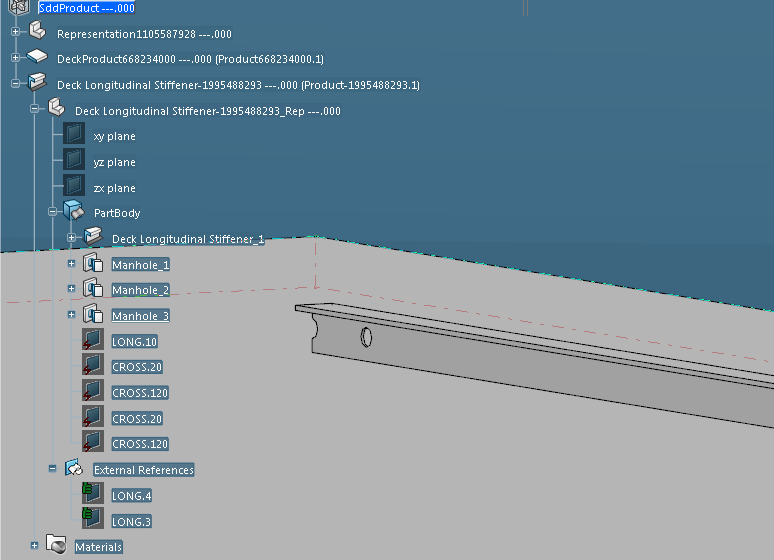 SddProduct ---.000
Representation1105587928 ---.000
DeckProduct668234000 ---.000 (Product668234000.1)
Deck Longitudinal Stiffener-1995488293 ---.000 (Product-1995488293.1)
Deck Longitudinal Stiffener-1995488293_Rep ---.000
xy plane
yz plane
zx plane
PartBody
Deck Longitudinal Stiffener_1
Manhole_1
Manhole_2
Manhole_3
LONG.10
CROSS.20
CROSS.120
CROSS.20
CROSS.120
External References
LONG.4
LONG.3
Materials